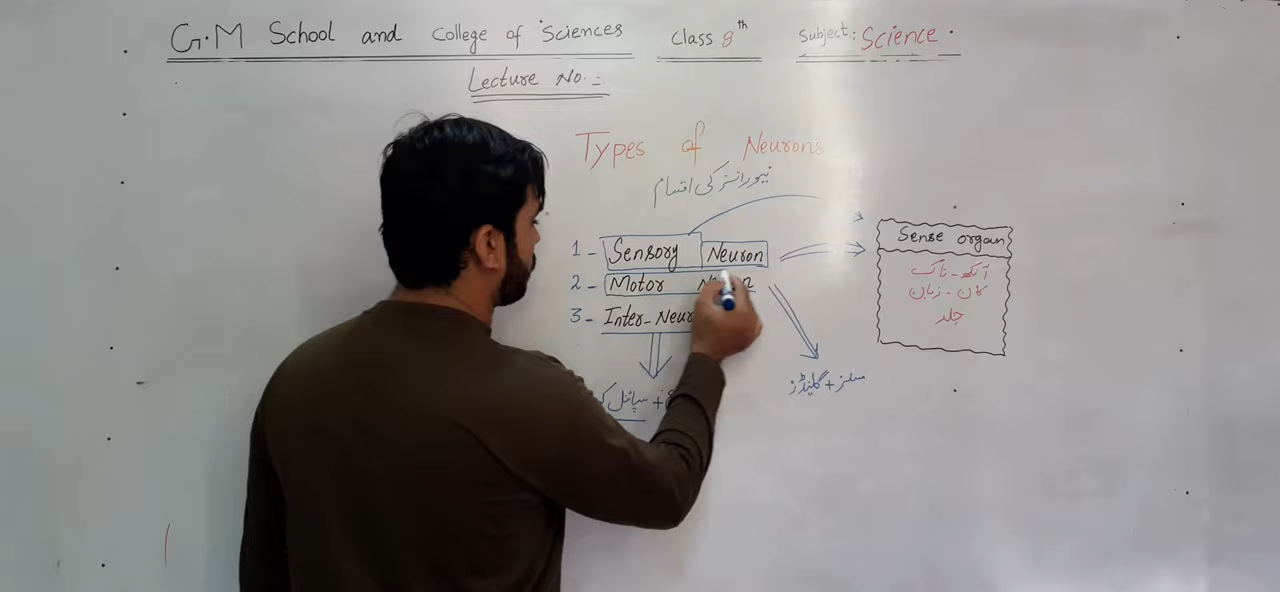 G.M School and College of Sciences Class 8th Subject: Science.
Lecture No.:
Types of Neurons
نیورانز کی اقسام
1- Sensory Neuron
2- Motor
3- Inter-Neur
Sense organ
آنکھ - ناک
کان - زبان
جلد
مسلز + گلینڈز
سپائنل